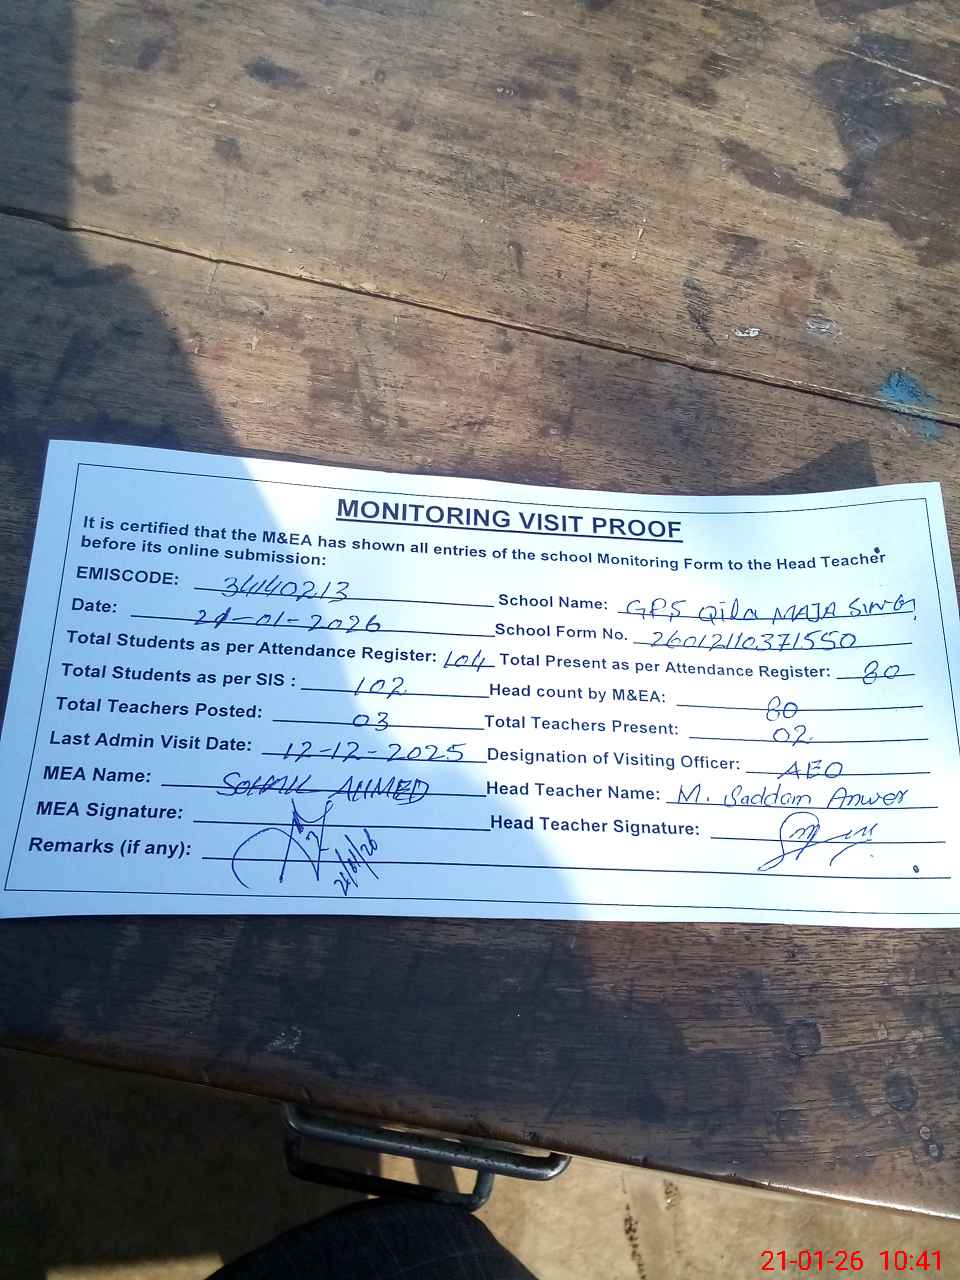 MONITORING VISIT PROOF
It is certified that the M&EA has shown all entries of the school Monitoring Form to the Head Teacher
before its online submission:
EMISCODE: 34140213 School Name: GPS Qila MAJA SINGH
Date: 21-01-2026 School Form No. 26012110371550
Total Students as per Attendance Register: 104 Total Present as per Attendance Register: 80
Total Students as per SIS : 102 Head count by M&EA: 80
Total Teachers Posted: 03 Total Teachers Present: 02
Last Admin Visit Date: 12-12-2025 Designation of Visiting Officer: AEO
MEA Name: SOHAIL AHMED Head Teacher Name: M. Saddam Anwer
MEA Signature: Head Teacher Signature:
Remarks (if any): 21/01/26
21-01-26 10:41